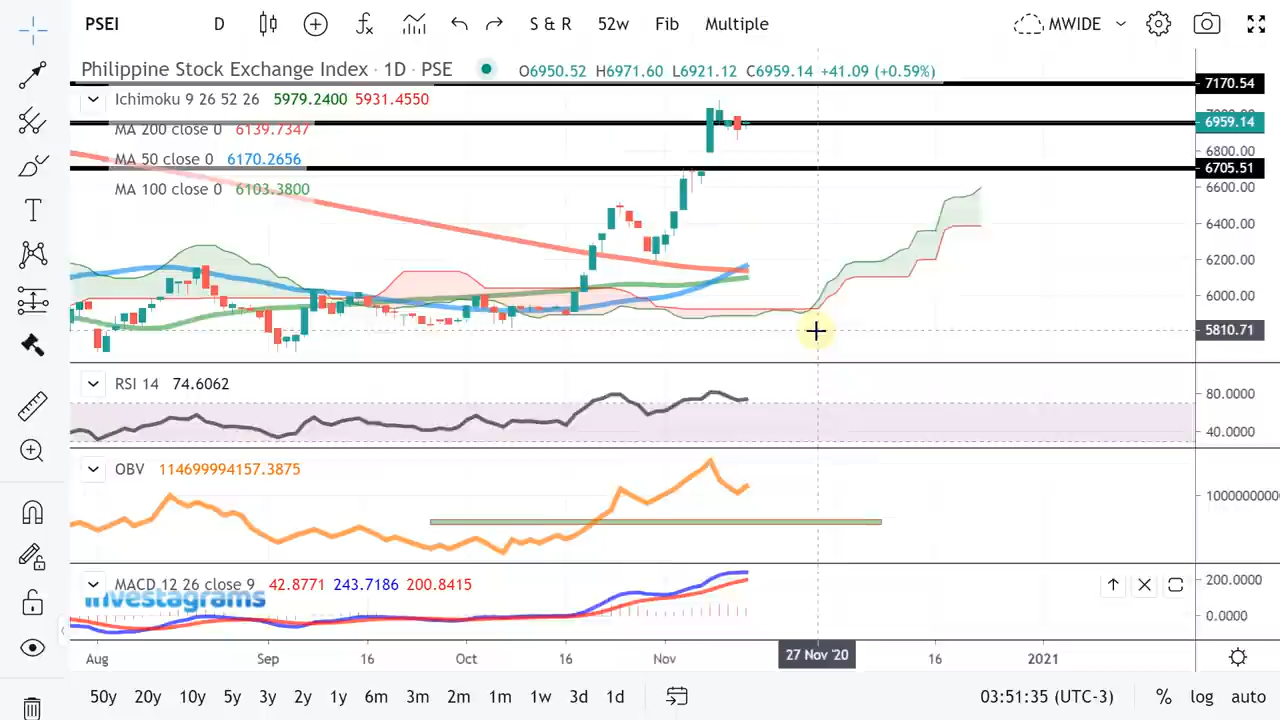 PSEI D S & R 52w Fib Multiple MWIDE
Philippine Stock Exchange Index · 1D · PSE O6950.52 H6971.60 L6921.12 C6959.14 +41.09 (+0.59%)
7170.54
Ichimoku 9 26 52 26 5979.2400 5931.4550
6959.14
MA 200 close 0 6139.7347
6800.00
MA 50 close 0 6170.2656
6705.51
MA 100 close 0 6103.3800
6600.00
6400.00
6200.00
6000.00
5810.71
RSI 14 74.6062
80.0000
40.0000
OBV 114699994157.3875
MACD 12 26 close 9 42.8771 243.7186 200.8415
200.0000
investagrams
0.0000
Aug Sep 16 Oct 16 Nov 27 Nov '20 16 2021
50y 20y 10y 5y 3y 2y 1y 6m 3m 2m 1m 1w 3d 1d 03:51:35 (UTC-3) % log auto